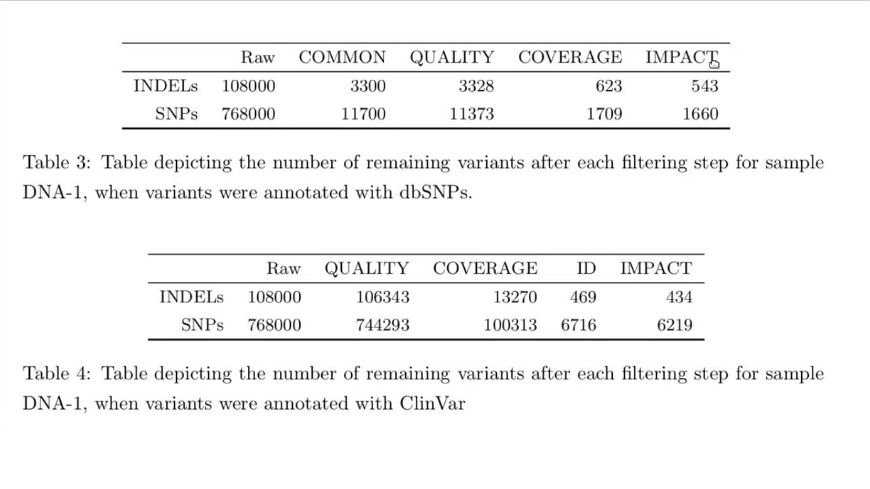 Raw COMMON QUALITY COVERAGE IMPACT
INDELs 108000 3300 3328 623 543
SNPs 768000 11700 11373 1709 1660
Table 3: Table depicting the number of remaining variants after each filtering step for sample
DNA-1, when variants were annotated with dbSNPs.
Raw QUALITY COVERAGE ID IMPACT
INDELs 108000 106343 13270 469 434
SNPs 768000 744293 100313 6716 6219
Table 4: Table depicting the number of remaining variants after each filtering step for sample
DNA-1, when variants were annotated with ClinVar